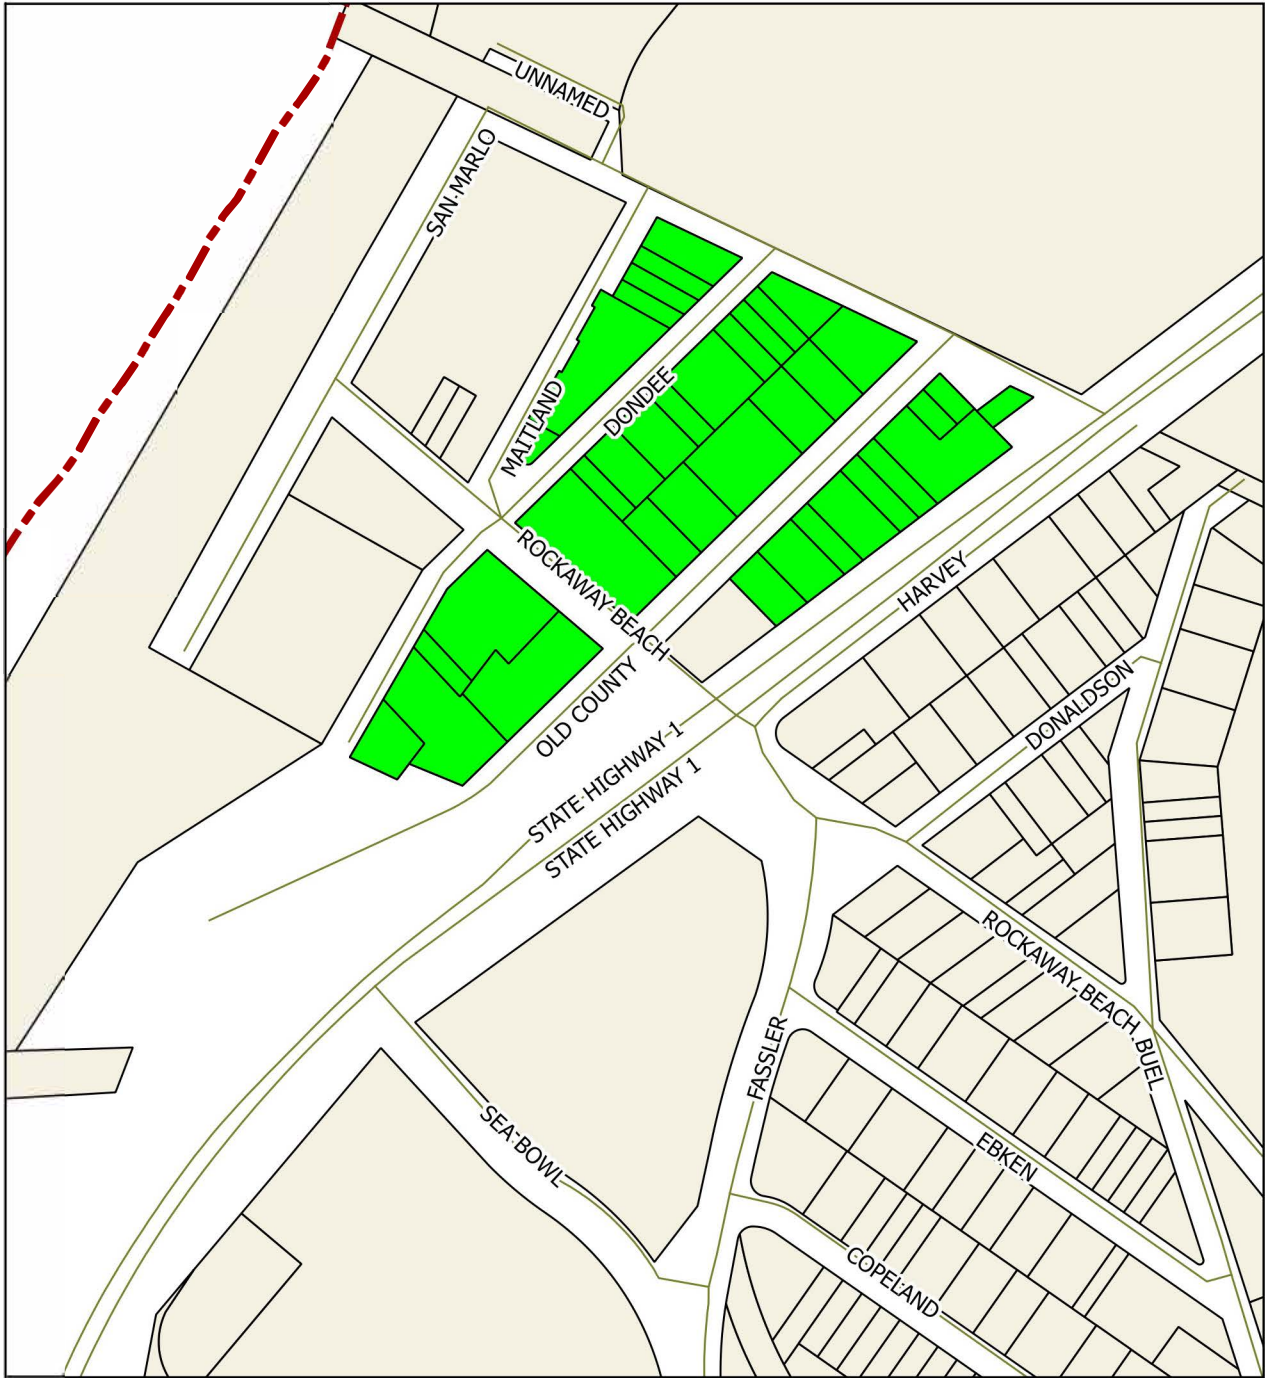 UNNAMED
SAN MARLO
MAITLAND
DONDEE
ROCKAWAY BEACH
HARVEY
OLD COUNTY
DONALDSON
STATE HIGHWAY 1
STATE HIGHWAY 1
ROCKAWAY BEACH
BUEL
FASSLER
SEA BOWL
EBKEN
COPELAND